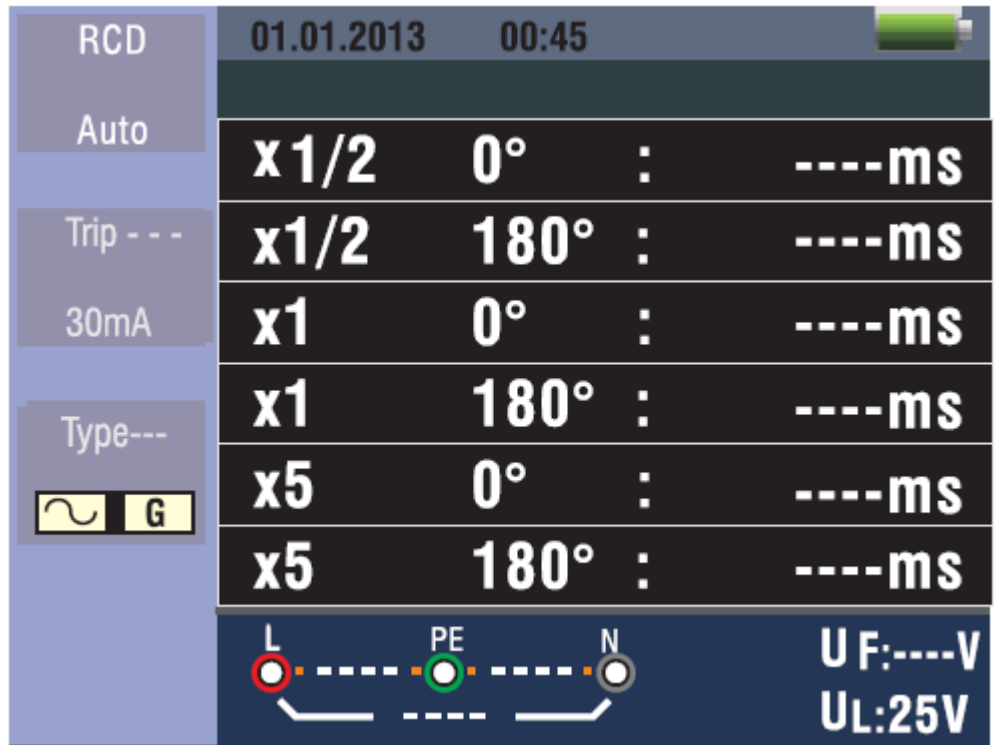 RCD
Auto
Trip - - -
30mA
Type---
G
01.01.2013 00:45
x 1/2 0° : ----ms
x1/2 180° : ----ms
x1 0° : ----ms
x1 180° : ----ms
x5 0° : ----ms
x5 180° : ----ms
L PE N
----
U F:----V
UL:25V